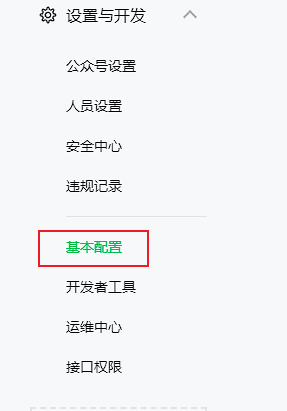 设置与开发
公众号设置
人员设置
安全中心
违规记录
基本配置
开发者工具
运维中心
接口权限